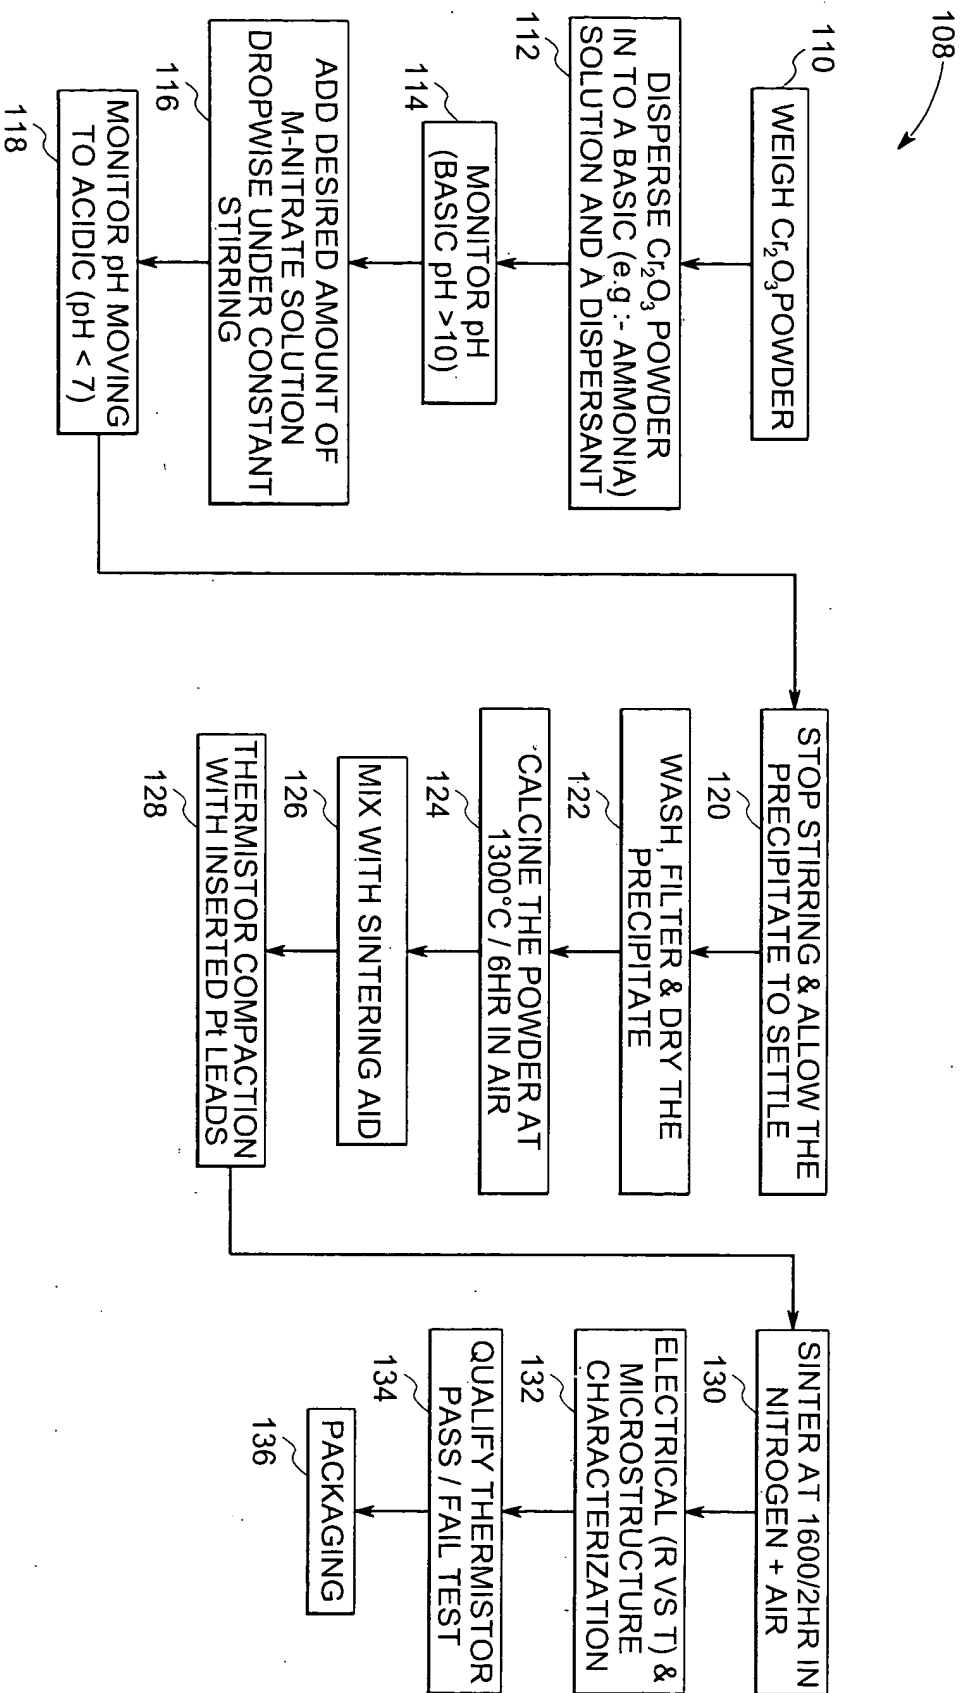 108
110
WEIGH Cr₂O₃POWDER
112
DISPERSE Cr₂O₃ POWDER
IN TO A BASIC (e.g :- AMMONIA)
SOLUTION AND A DISPERSANT
114
MONITOR pH
(BASIC pH >10)
116
ADD DESIRED AMOUNT OF
M-NITRATE SOLUTION
DROPWISE UNDER CONSTANT
STIRRING
118
MONITOR pH MOVING
TO ACIDIC (pH < 7)
120
STOP STIRRING & ALLOW THE
PRECIPITATE TO SETTLE
122
WASH, FILTER & DRY THE
PRECIPITATE
124
CALCINE THE POWDER AT
1300°C / 6HR IN AIR
126
MIX WITH SINTERING AID
128
THERMISTOR COMPACTION
WITH INSERTED Pt LEADS
130
SINTER AT 1600/2HR IN
NITROGEN + AIR
132
ELECTRICAL (R VS T) &
MICROSTRUCTURE
CHARACTERIZATION
134
QUALIFY THERMISTOR
PASS / FAIL TEST
136
PACKAGING